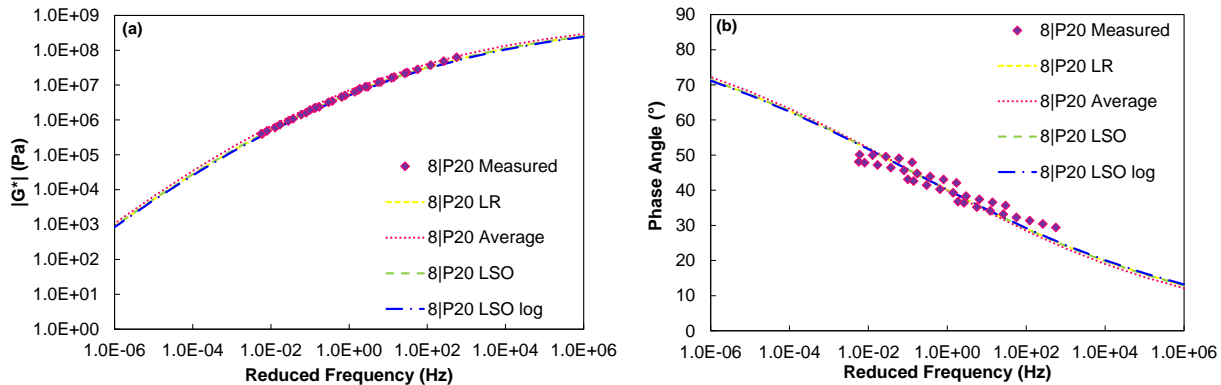 (a)
|G*| (Pa)
1.0E+09
1.0E+08
1.0E+07
1.0E+06
1.0E+05
1.0E+04
1.0E+03
1.0E+02
1.0E+01
1.0E+00
8|P20 Measured
8|P20 LR
8|P20 Average
8|P20 LSO
8|P20 LSO log
1.0E-06 1.0E-04 1.0E-02 1.0E+00 1.0E+02 1.0E+04 1.0E+06
Reduced Frequency (Hz)
(b)
Phase Angle (°)
90
80
70
60
50
40
30
20
10
0
8|P20 Measured
8|P20 LR
8|P20 Average
8|P20 LSO
8|P20 LSO log
1.0E-06 1.0E-04 1.0E-02 1.0E+00 1.0E+02 1.0E+04 1.0E+06
Reduced Frequency (Hz)